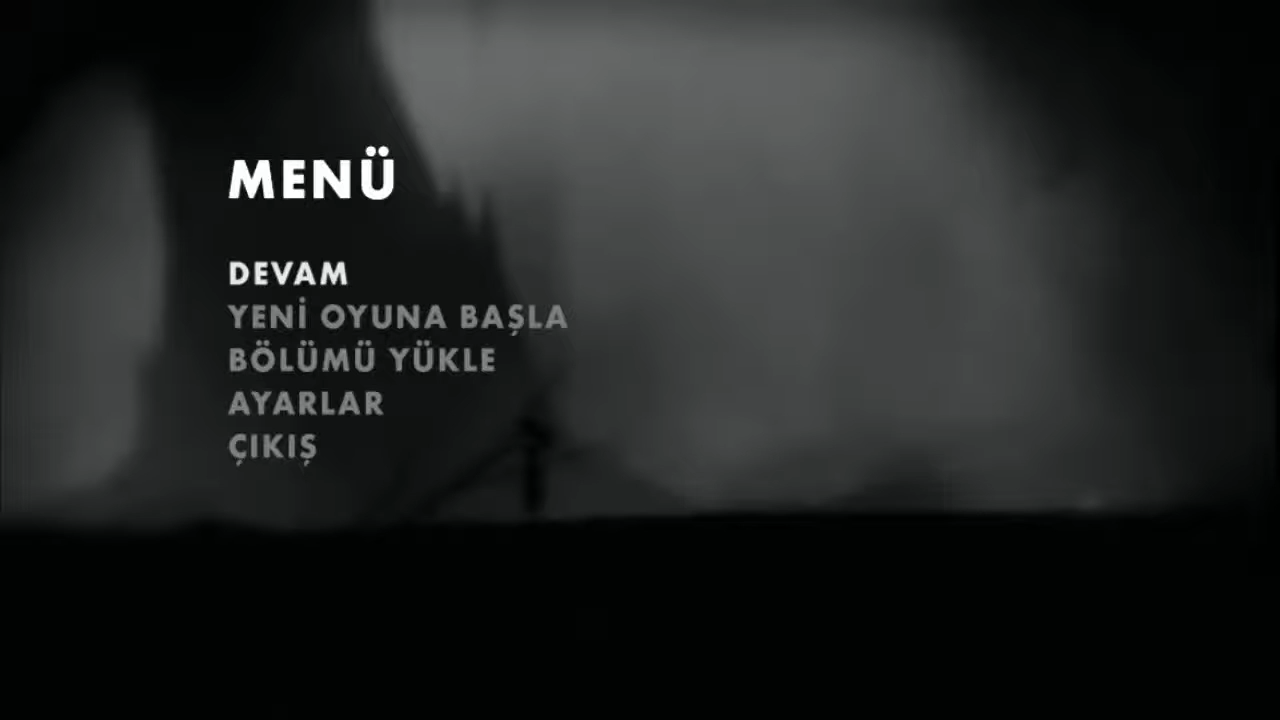 MENÜ
DEVAM
YENİ OYUNA BAŞLA
BÖLÜMÜ YÜKLE
AYARLAR
ÇIKIŞ